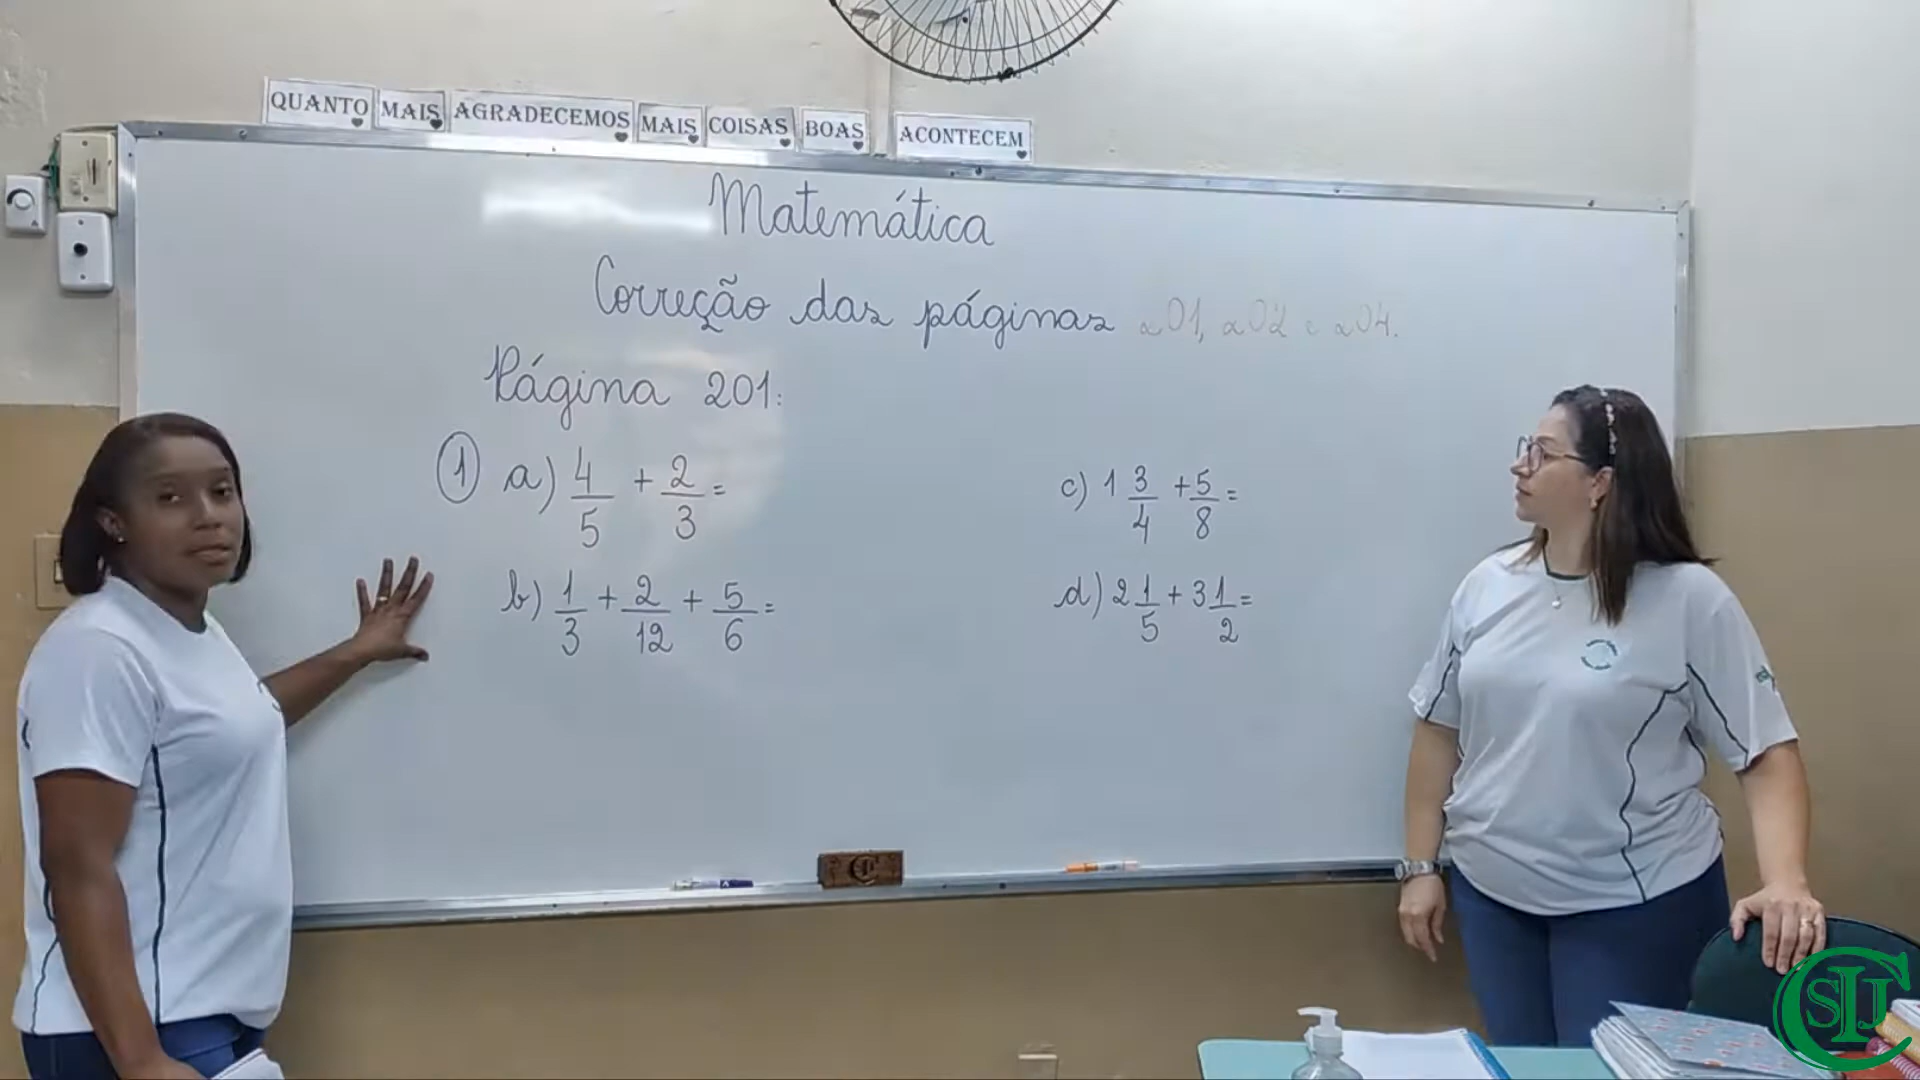 QUANTO MAIS AGRADECEMOS MAIS COISAS BOAS ACONTECEM
Matemática
Correção das páginas 201, 202 e 204.
Página 201:
1 a) 4/5 + 2/3 =
b) 1/3 + 2/12 + 5/6 =
c) 1 3/4 + 5/8 =
d) 2 1/5 + 3 1/2 =
CSIJ